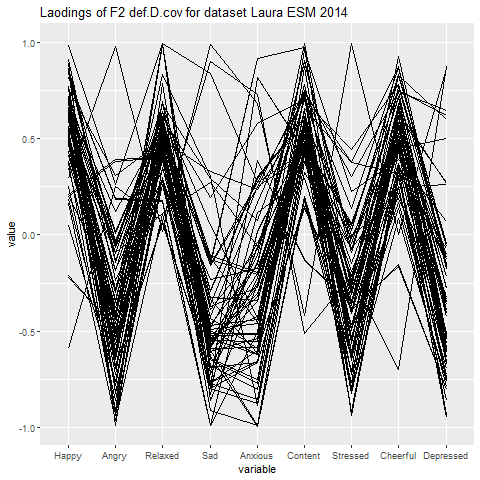 Laodings of F2 def.D.cov for dataset Laura ESM 2014
1.0
0.5
0.0
-0.5
-1.0
value
Happy Angry Relaxed Sad Anxious Content Stressed Cheerful Depressed
variable